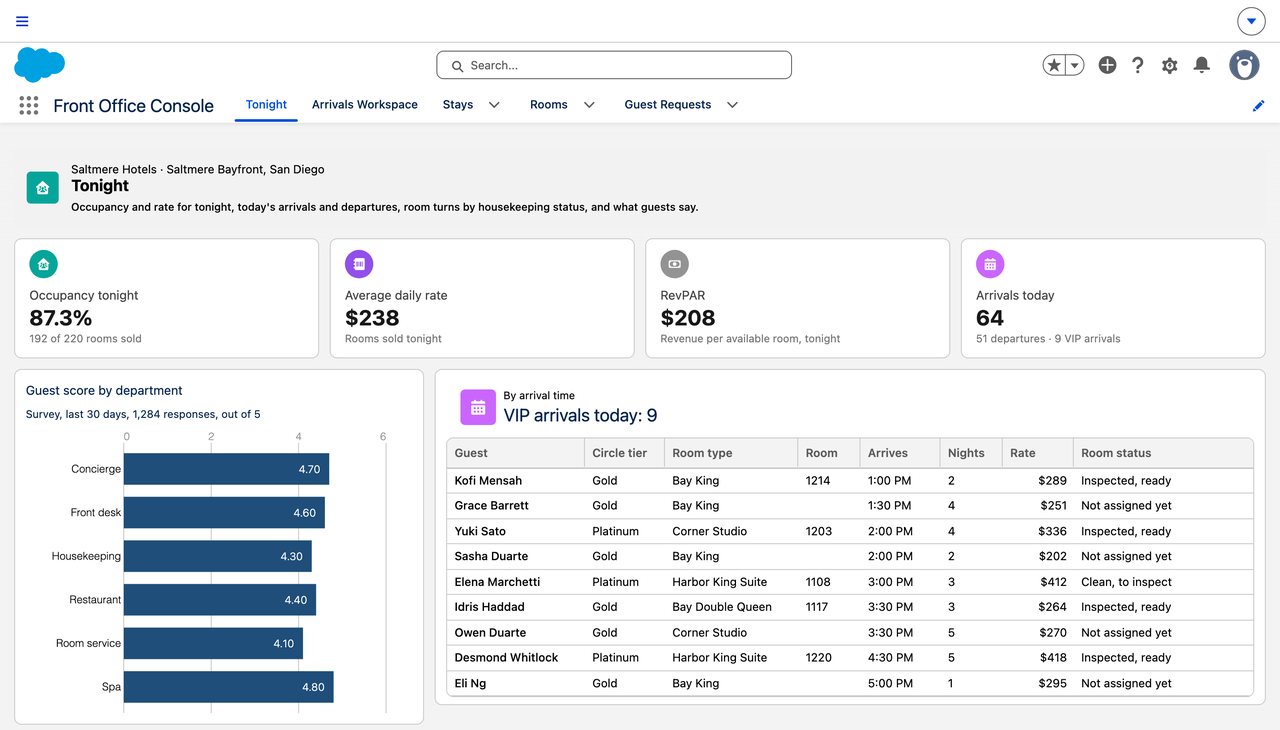 Search...
Front Office Console
Tonight
Arrivals Workspace
Stays
Rooms
Guest Requests
Saltmere Hotels · Saltmere Bayfront, San Diego
Tonight
Occupancy and rate for tonight, today's arrivals and departures, room turns by housekeeping status, and what guests say.
Occupancy tonight
87.3%
192 of 220 rooms sold
Average daily rate
$238
Rooms sold tonight
RevPAR
$208
Revenue per available room, tonight
Arrivals today
64
51 departures · 9 VIP arrivals
Guest score by department
Survey, last 30 days, 1,284 responses, out of 5
0 2 4 6
Concierge 4.70
Front desk 4.60
Housekeeping 4.30
Restaurant 4.40
Room service 4.10
Spa 4.80
By arrival time
VIP arrivals today: 9
Guest Circle tier Room type Room Arrives Nights Rate Room status
Kofi Mensah Gold Bay King 1214 1:00 PM 2 $289 Inspected, ready
Grace Barrett Gold Bay King 1:30 PM 4 $251 Not assigned yet
Yuki Sato Platinum Corner Studio 1203 2:00 PM 4 $336 Inspected, ready
Sasha Duarte Gold Bay King 2:00 PM 2 $202 Not assigned yet
Elena Marchetti Platinum Harbor King Suite 1108 3:00 PM 3 $412 Clean, to inspect
Idris Haddad Gold Bay Double Queen 1117 3:30 PM 3 $264 Inspected, ready
Owen Duarte Gold Corner Studio 3:30 PM 5 $270 Not assigned yet
Desmond Whitlock Platinum Harbor King Suite 1220 4:30 PM 5 $418 Inspected, ready
Eli Ng Gold Bay King 5:00 PM 1 $295 Not assigned yet